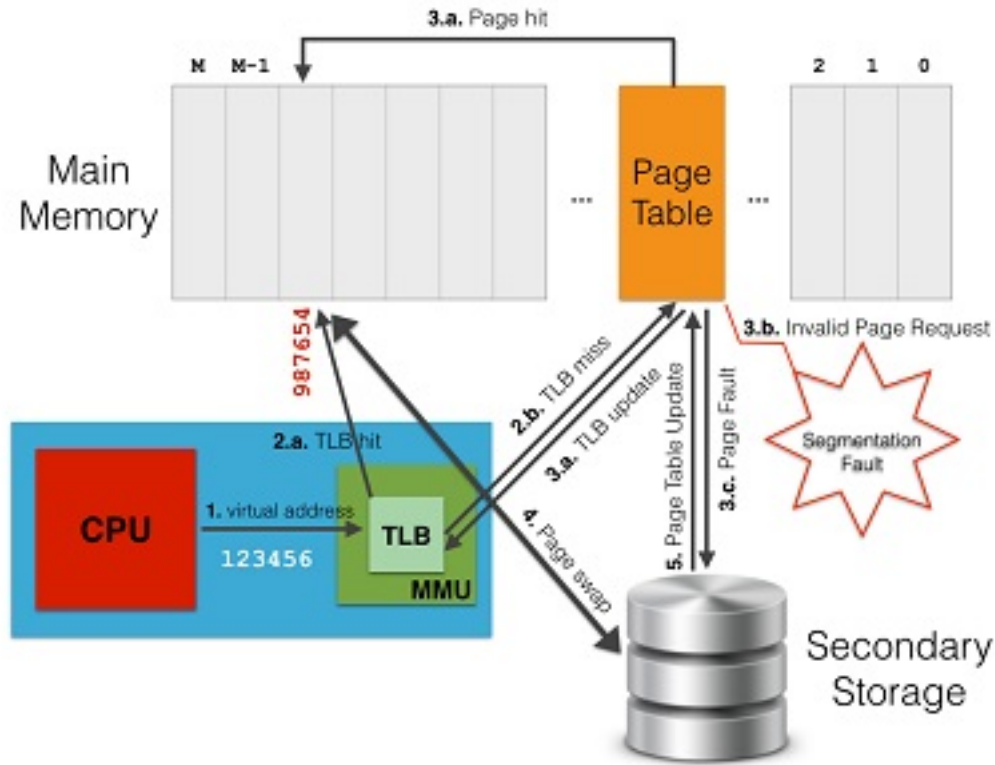 3.a. Page hit
M M-1
2 1 0
Main
Memory
...
Page
Table
...
987654
3.b. Invalid Page Request
2.b. TLB miss
3.a. TLB update
5. Page Table Update
3.c. Page Fault
Segmentation
Fault
2.a. TLB hit
CPU
1. virtual address
123456
TLB
MMU
4. Page swap
Secondary
Storage